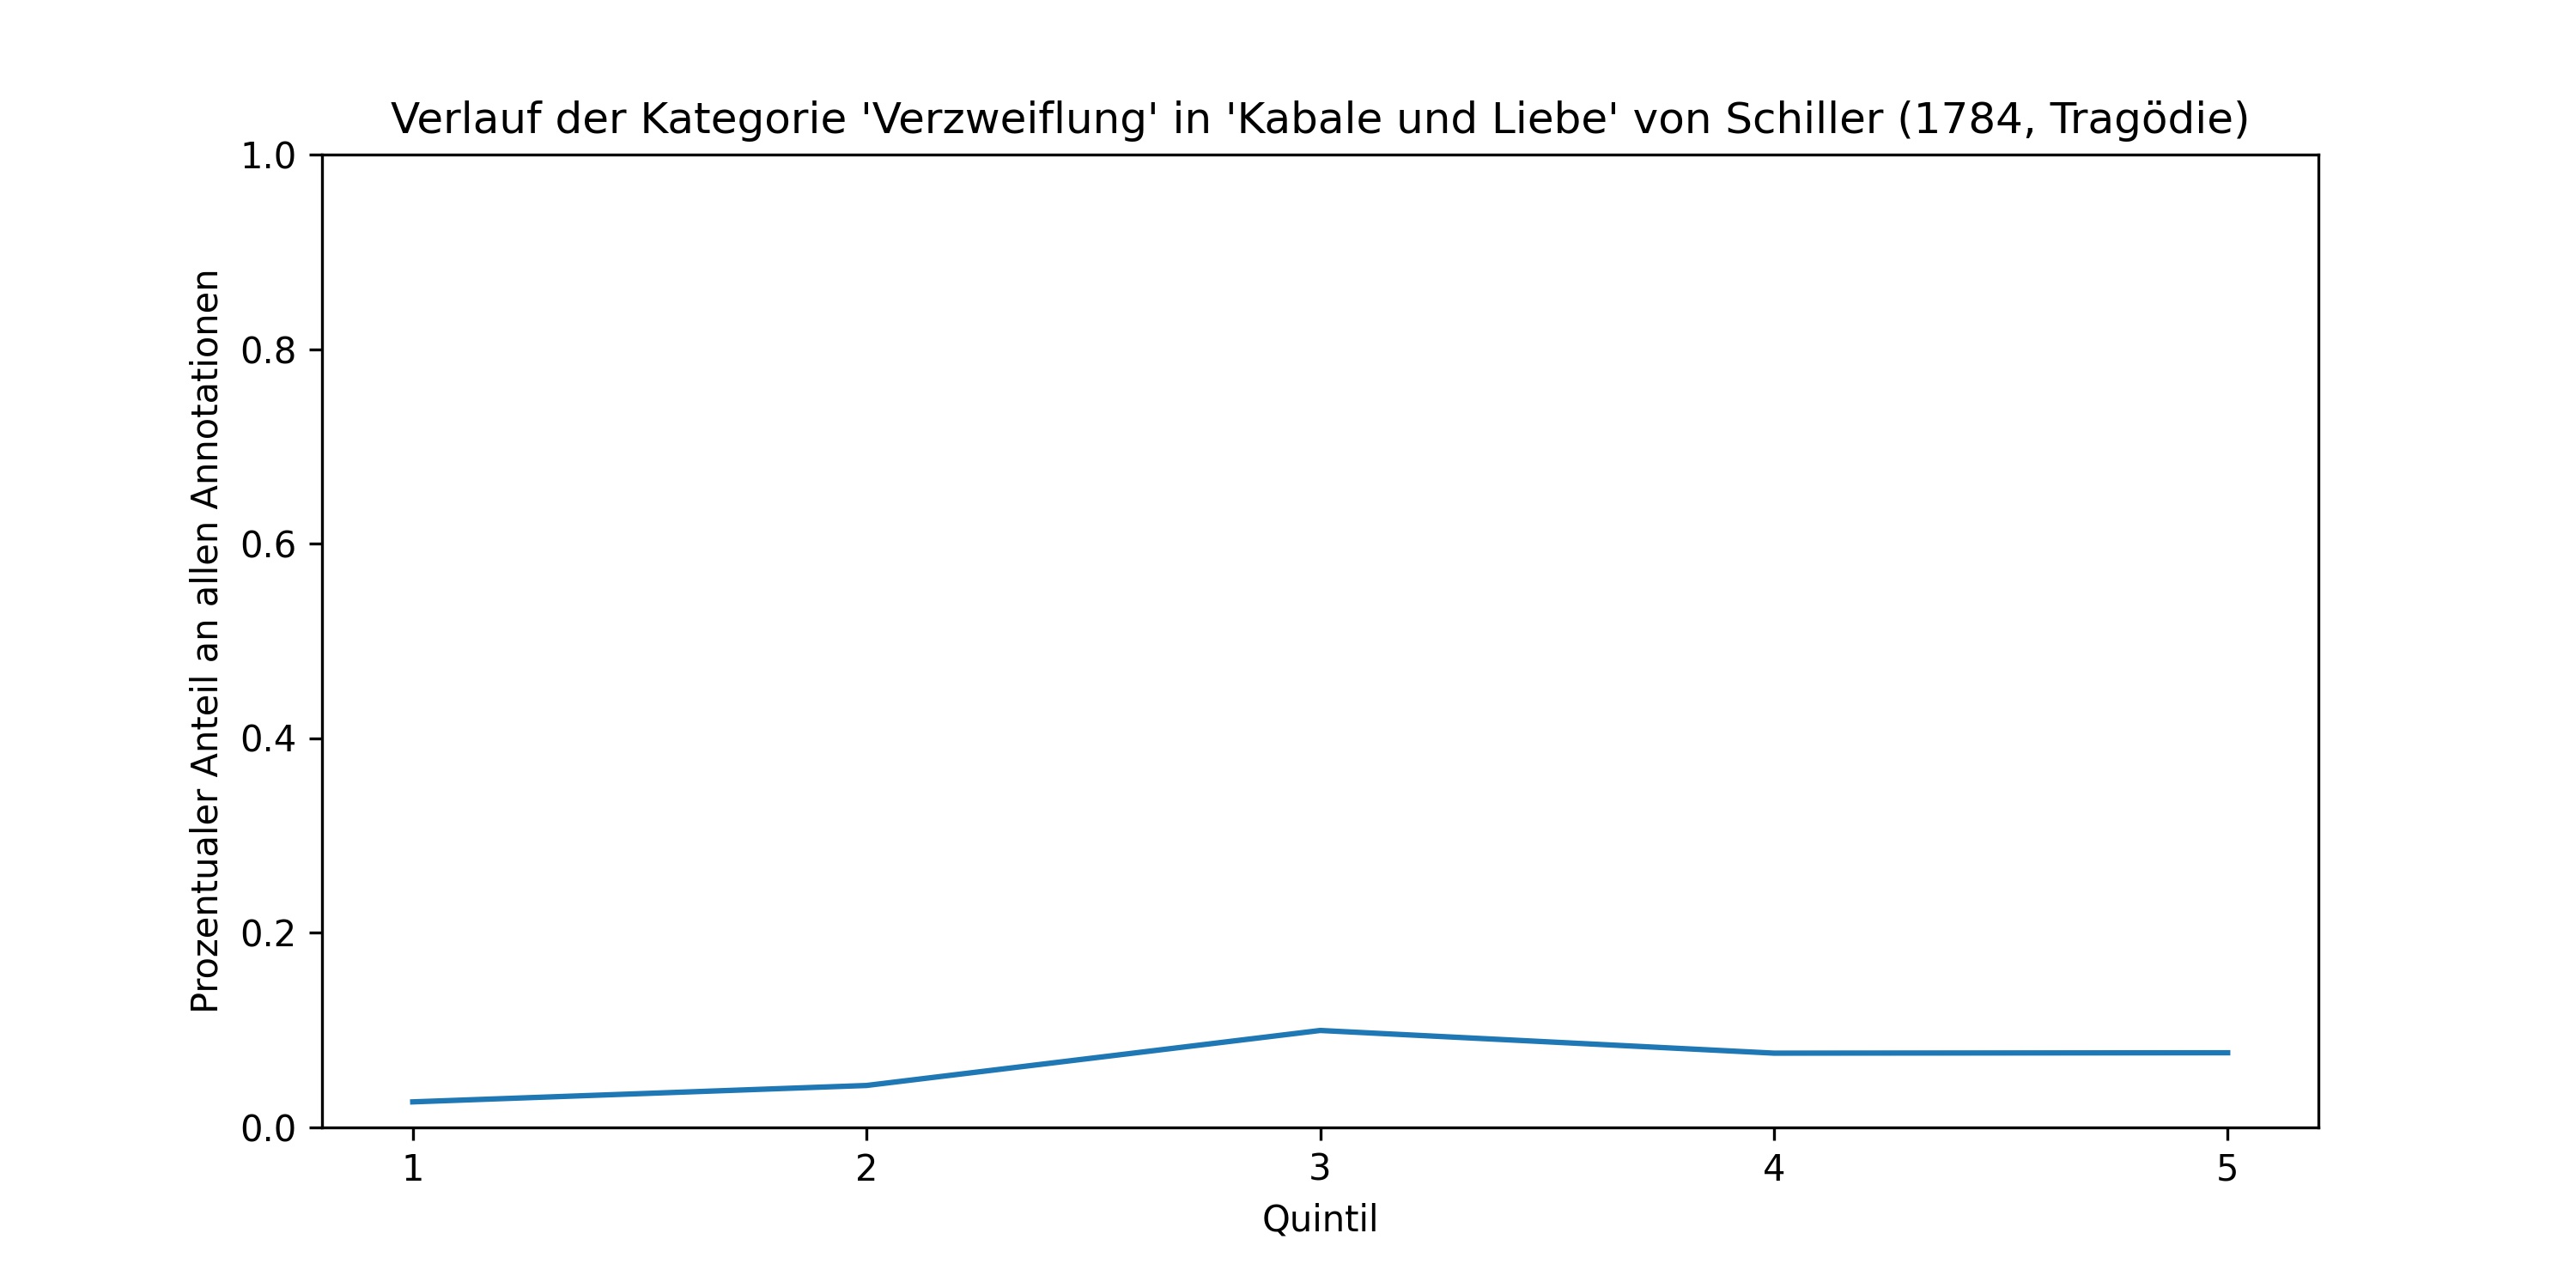 Verlauf der Kategorie 'Verzweiflung' in 'Kabale und Liebe' von Schiller (1784, Tragödie)
Prozentualer Anteil an allen Annotationen
1.0
0.8
0.6
0.4
0.2
0.0
1 2 3 4 5
Quintil